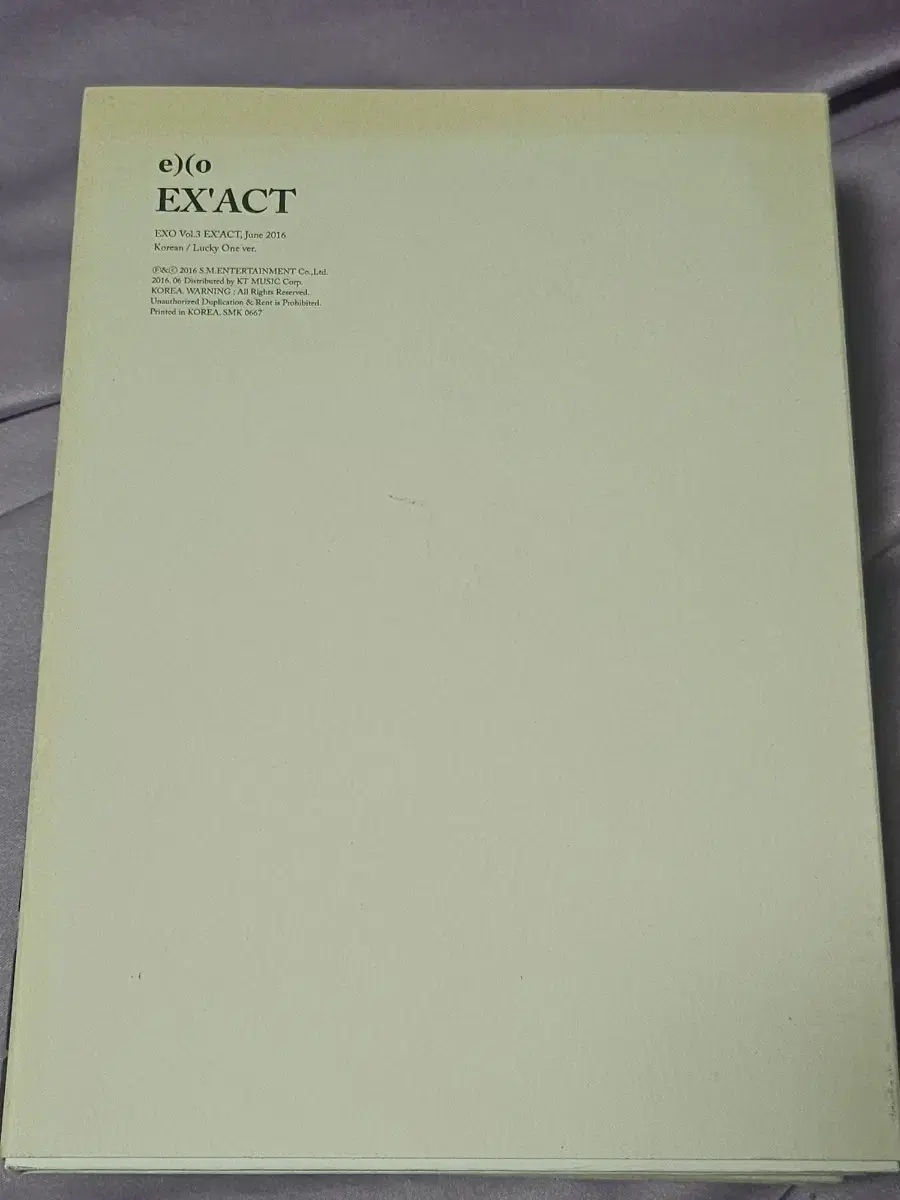 e)(o
EX'ACT
EXO Vol.3 EX'ACT, June 2016
Korean / Lucky One ver.
Ⓟ&ⓒ 2016 S.M.ENTERTAINMENT Co.,Ltd.
2016. 06 Distributed by KT MUSIC Corp.
KOREA. WARNING : All Rights Reserved.
Unauthorized Duplication & Rent is Prohibited.
Printed in KOREA. SMK 0667